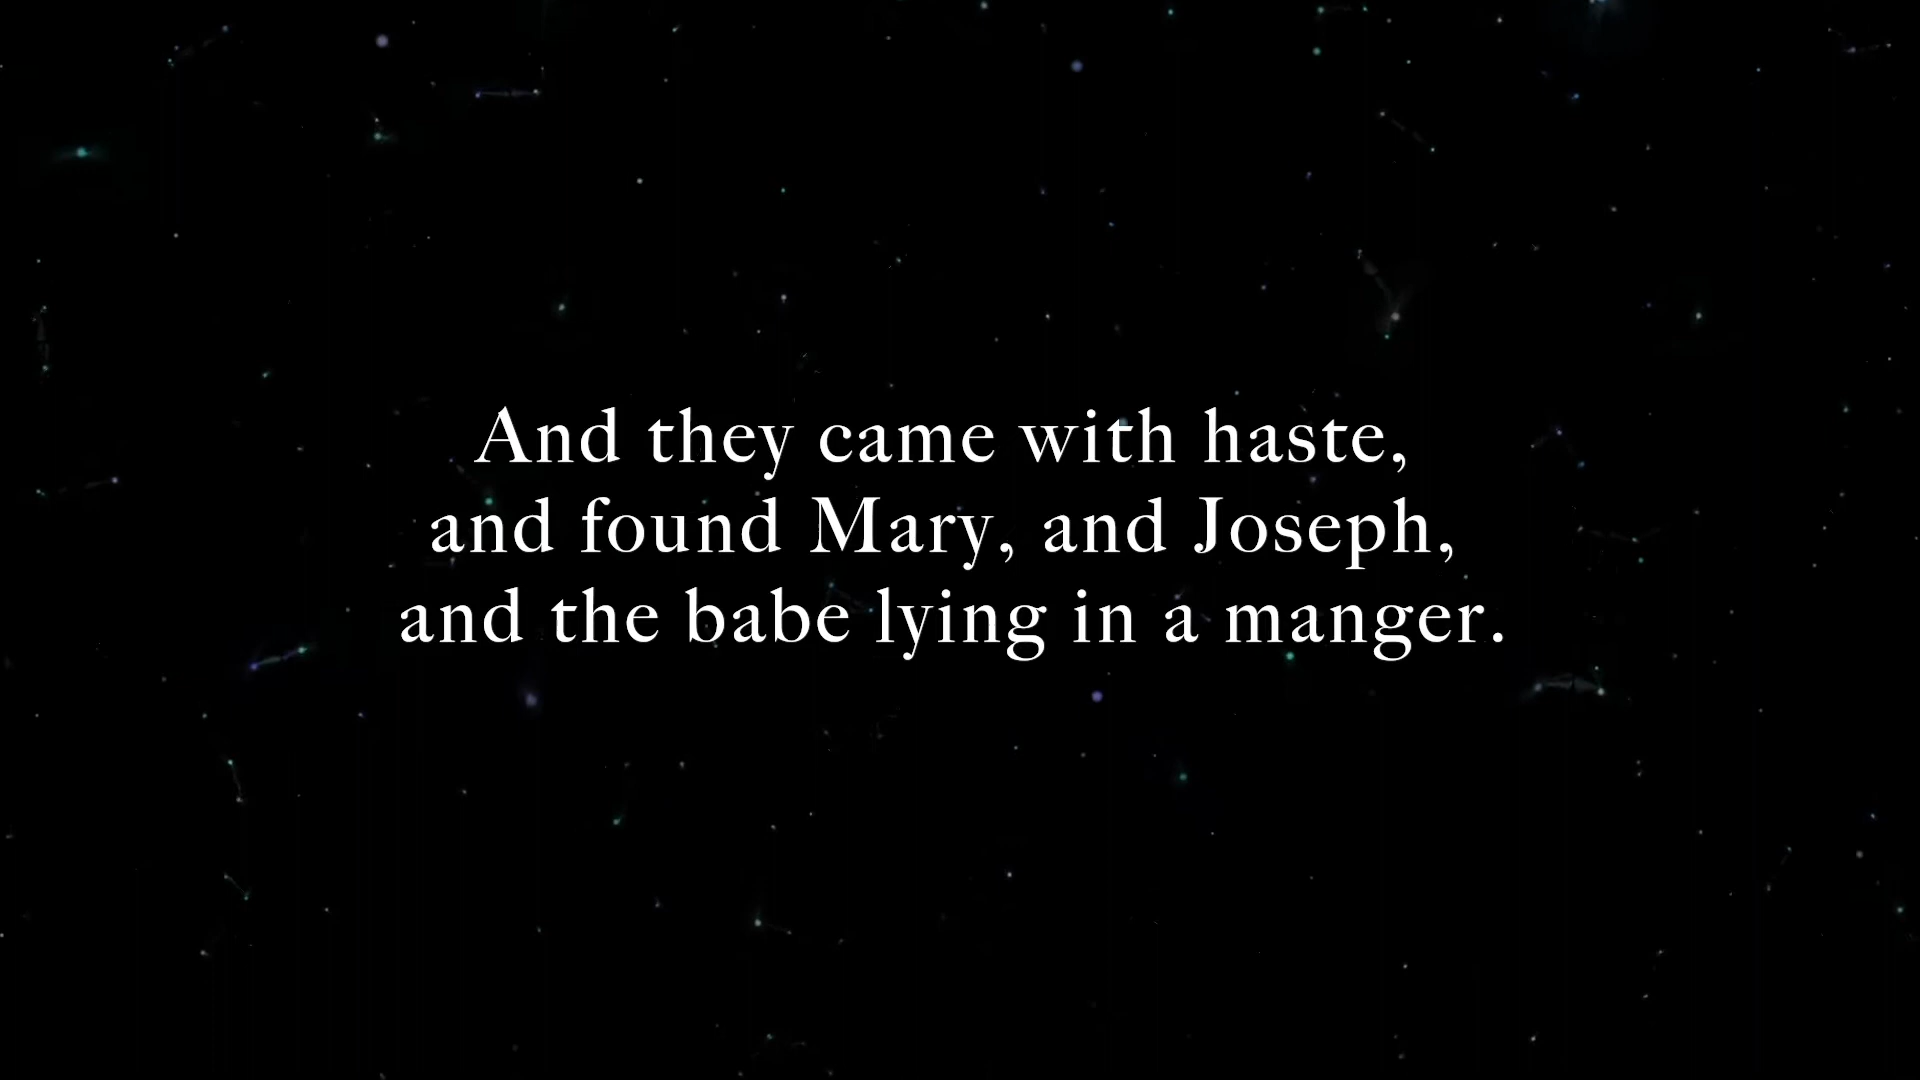 And they came with haste,
and found Mary, and Joseph,
and the babe lying in a manger.